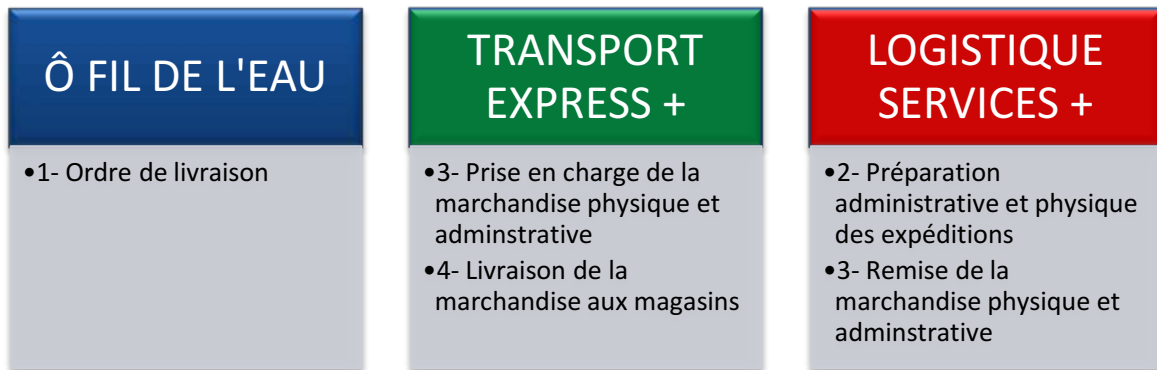 Ô FIL DE L'EAU
•1- Ordre de livraison
TRANSPORT
EXPRESS +
•3- Prise en charge de la
marchandise physique et
adminstrative
•4- Livraison de la
marchandise aux magasins
LOGISTIQUE
SERVICES +
•2- Préparation
administrative et physique
des expéditions
•3- Remise de la
marchandise physique et
adminstrative